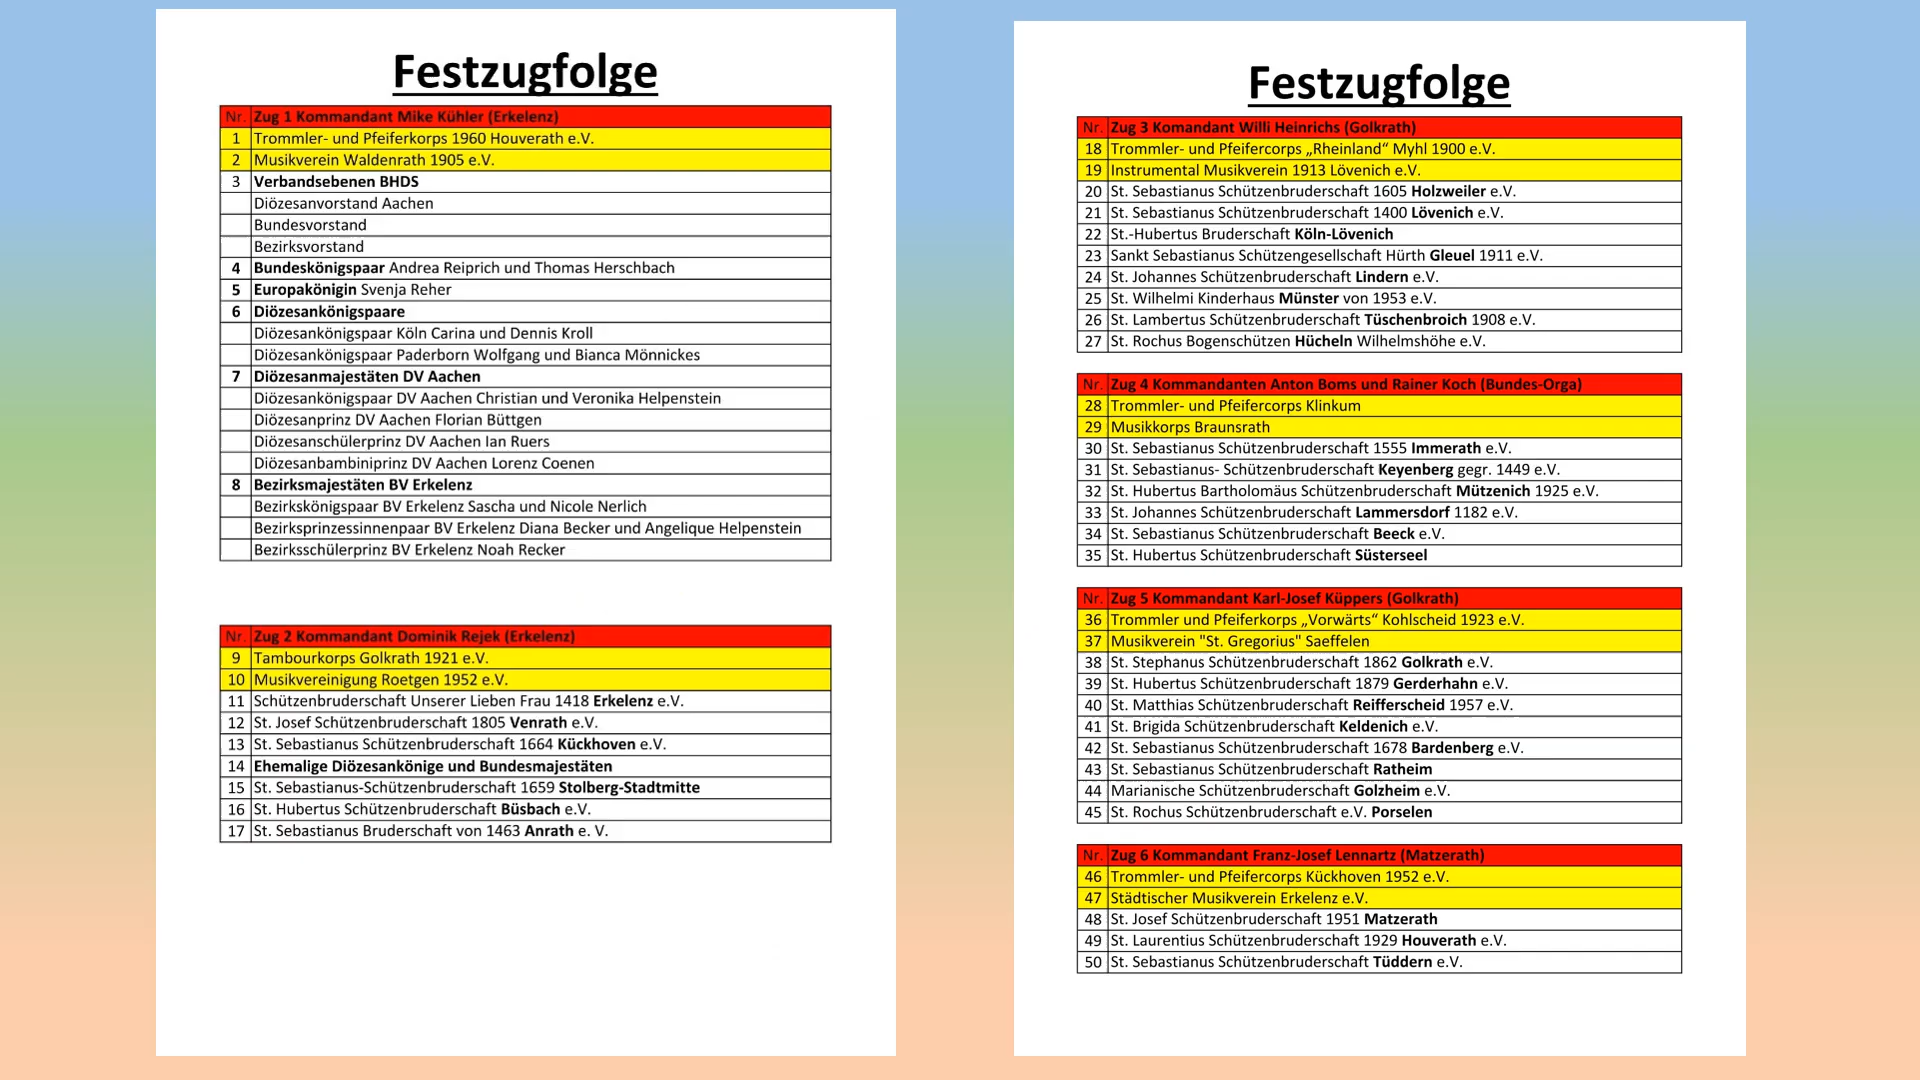 Festzugfolge
Nr. Zug 1 Kommandant Mike Kühler (Erkelenz)
1 Trommler- und Pfeiferkorps 1960 Houverath e.V.
2 Musikverein Waldenrath 1905 e.V.
3 Verbandsebenen BHDS
Diözesanvorstand Aachen
Bundesvorstand
Bezirksvorstand
4 Bundeskönigspaar Andrea Reiprich und Thomas Herschbach
5 Europakönigin Svenja Reher
6 Diözesankönigspaare
Diözesankönigspaar Köln Carina und Dennis Kroll
Diözesankönigspaar Paderborn Wolfgang und Bianca Mönnickes
7 Diözesanmajestäten DV Aachen
Diözesankönigspaar DV Aachen Christian und Veronika Helpenstein
Diözesanprinz DV Aachen Florian Büttgen
Diözesanschülerprinz DV Aachen Ian Ruers
Diözesanbambiniprinz DV Aachen Lorenz Coenen
8 Bezirksmajestäten BV Erkelenz
Bezirkskönigspaar BV Erkelenz Sascha und Nicole Nerlich
Bezirksprinzessinnenpaar BV Erkelenz Diana Becker und Angelique Helpenstein
Bezirksschülerprinz BV Erkelenz Noah Recker
Nr. Zug 2 Kommandant Dominik Rejek (Erkelenz)
9 Tambourkorps Golkrath 1921 e.V.
10 Musikvereinigung Roetgen 1952 e.V.
11 Schützenbruderschaft Unserer Lieben Frau 1418 Erkelenz e.V.
12 St. Josef Schützenbruderschaft 1805 Venrath e.V.
13 St. Sebastianus Schützenbruderschaft 1664 Kückhoven e.V.
14 Ehemalige Diözesankönige und Bundesmajestäten
15 St. Sebastianus-Schützenbruderschaft 1659 Stolberg-Stadtmitte
16 St. Hubertus Schützenbruderschaft Büsbach e.V.
17 St. Sebastianus Bruderschaft von 1463 Anrath e. V.
Festzugfolge
Nr. Zug 3 Komandant Willi Heinrichs (Golkrath)
18 Trommler- und Pfeifercorps „Rheinland“ Myhl 1900 e.V.
19 Instrumental Musikverein 1913 Lövenich e.V.
20 St. Sebastianus Schützenbruderschaft 1605 Holzweiler e.V.
21 St. Sebastianus Schützenbruderschaft 1400 Lövenich e.V.
22 St.-Hubertus Bruderschaft Köln-Lövenich
23 Sankt Sebastianus Schützengesellschaft Hürth Gleuel 1911 e.V.
24 St. Johannes Schützenbruderschaft Lindern e.V.
25 St. Wilhelmi Kinderhaus Münster von 1953 e.V.
26 St. Lambertus Schützenbruderschaft Tüschenbroich 1908 e.V.
27 St. Rochus Bogenschützen Hücheln Wilhelmshöhe e.V.
Nr. Zug 4 Kommandanten Anton Boms und Rainer Koch (Bundes-Orga)
28 Trommler- und Pfeifercorps Klinkum
29 Musikkorps Braunsrath
30 St. Sebastianus Schützenbruderschaft 1555 Immerath e.V.
31 St. Sebastianus- Schützenbruderschaft Keyenberg gegr. 1449 e.V.
32 St. Hubertus Bartholomäus Schützenbruderschaft Mützenich 1925 e.V.
33 St. Johannes Schützenbruderschaft Lammersdorf 1182 e.V.
34 St. Sebastianus Schützenbruderschaft Beeck e.V.
35 St. Hubertus Schützenbruderschaft Süsterseel
Nr. Zug 5 Kommandant Karl-Josef Küppers (Golkrath)
36 Trommler und Pfeiferkorps „Vorwärts“ Kohlscheid 1923 e.V.
37 Musikverein "St. Gregorius" Saeffelen
38 St. Stephanus Schützenbruderschaft 1862 Golkrath e.V.
39 St. Hubertus Schützenbruderschaft 1879 Gerderhahn e.V.
40 St. Matthias Schützenbruderschaft Reifferscheid 1957 e.V.
41 St. Brigida Schützenbruderschaft Keldenich e.V.
42 St. Sebastianus Schützenbruderschaft 1678 Bardenberg e.V.
43 St. Sebastianus Schützenbruderschaft Ratheim
44 Marianische Schützenbruderschaft Golzheim e.V.
45 St. Rochus Schützenbruderschaft e.V. Porselen
Nr. Zug 6 Kommandant Franz-Josef Lennartz (Matzerath)
46 Trommler- und Pfeifercorps Kückhoven 1952 e.V.
47 Städtischer Musikverein Erkelenz e.V.
48 St. Josef Schützenbruderschaft 1951 Matzerath
49 St. Laurentius Schützenbruderschaft 1929 Houverath e.V.
50 St. Sebastianus Schützenbruderschaft Tüddern e.V.